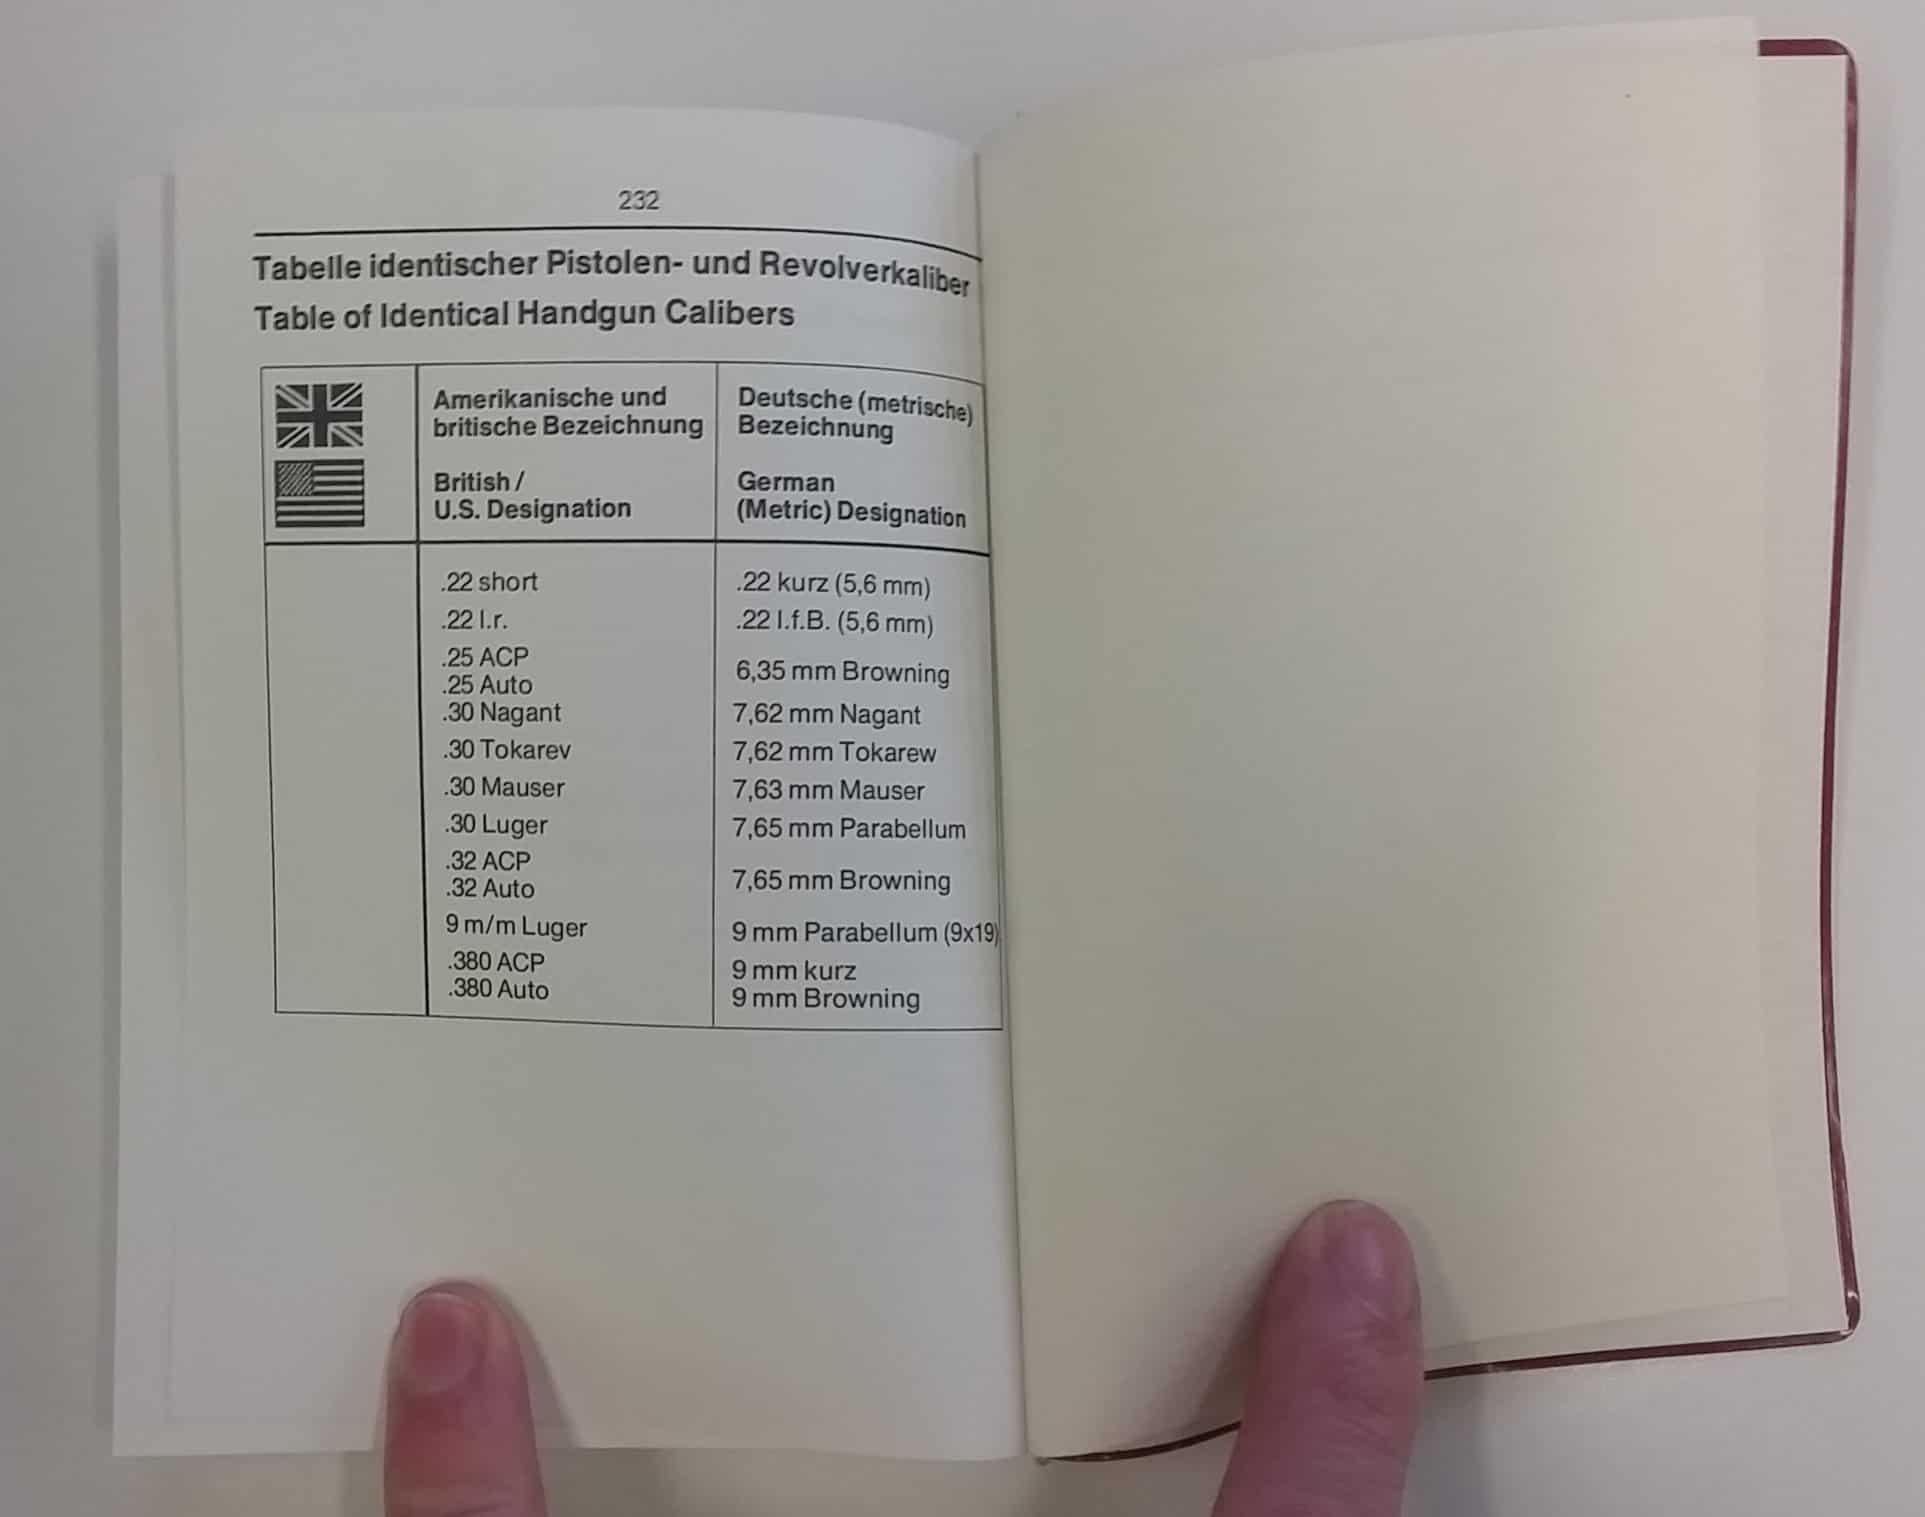 232
Tabelle identischer Pistolen- und Revolverkaliber
Table of Identical Handgun Calibers
Amerikanische und
britische Bezeichnung
British /
U.S. Designation
Deutsche (metrische)
Bezeichnung
German
(Metric) Designation
.22 short
.22 kurz (5,6 mm)
.22 l.r.
.22 l.f.B. (5,6 mm)
.25 ACP
.25 Auto
6,35 mm Browning
.30 Nagant
7,62 mm Nagant
.30 Tokarev
7,62 mm Tokarew
.30 Mauser
7,63 mm Mauser
.30 Luger
7,65 mm Parabellum
.32 ACP
.32 Auto
7,65 mm Browning
9 m/m Luger
9 mm Parabellum (9x19)
.380 ACP
.380 Auto
9 mm kurz
9 mm Browning